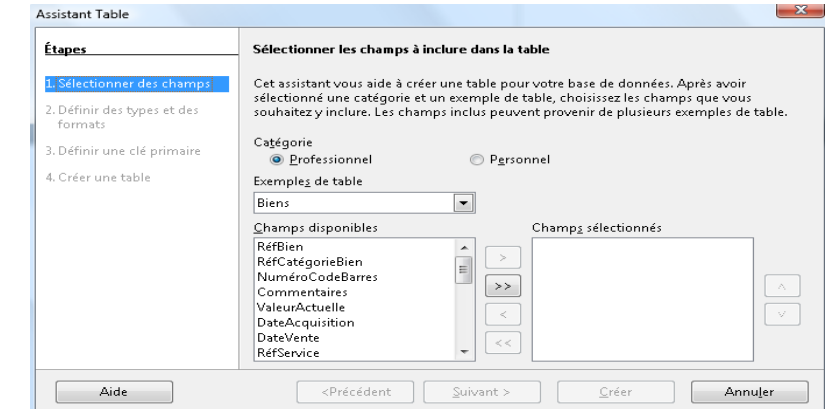 Assistant Table
Étapes
1. Sélectionner des champs
2. Définir des types et des
formats
3. Définir une clé primaire
4. Créer une table
Sélectionner les champs à inclure dans la table
Cet assistant vous aide à créer une table pour votre base de données. Après avoir
sélectionné une catégorie et un exemple de table, choisissez les champs que vous
souhaitez y inclure. Les champs inclus peuvent provenir de plusieurs exemples de table.
Catégorie
Professionnel Personnel
Exemples de table
Biens
Champs disponibles Champs sélectionnés
RéfBien
RéfCatégorieBien
NuméroCodeBarres
Commentaires
ValeurActuelle
DateAcquisition
DateVente
RéfService
>
>>
<
<<
Aide <Précédent Suivant > Créer Annuler